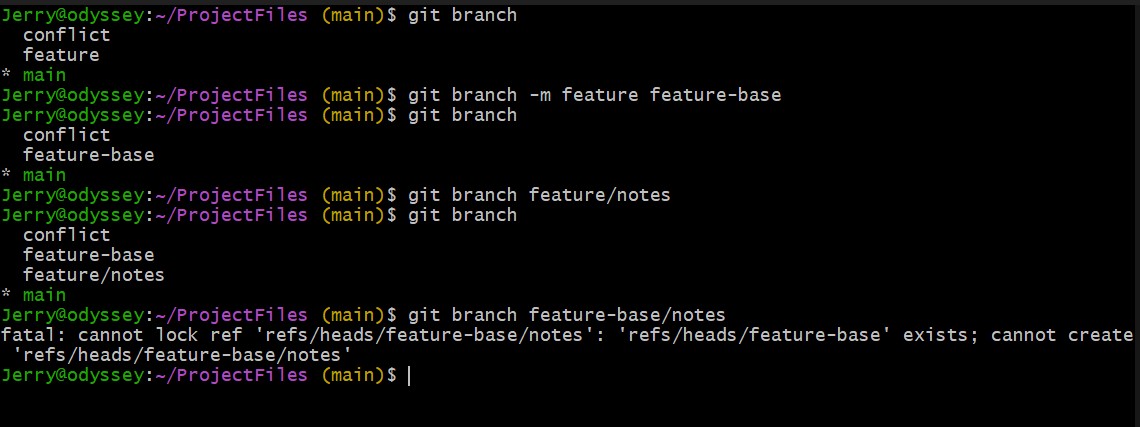 Jerry@odyssey:~/ProjectFiles (main)$ git branch
  conflict
  feature
* main
Jerry@odyssey:~/ProjectFiles (main)$ git branch -m feature feature-base
Jerry@odyssey:~/ProjectFiles (main)$ git branch
  conflict
  feature-base
* main
Jerry@odyssey:~/ProjectFiles (main)$ git branch feature/notes
Jerry@odyssey:~/ProjectFiles (main)$ git branch
  conflict
  feature-base
  feature/notes
* main
Jerry@odyssey:~/ProjectFiles (main)$ git branch feature-base/notes
fatal: cannot lock ref 'refs/heads/feature-base/notes': 'refs/heads/feature-base' exists; cannot create
 'refs/heads/feature-base/notes'
Jerry@odyssey:~/ProjectFiles (main)$